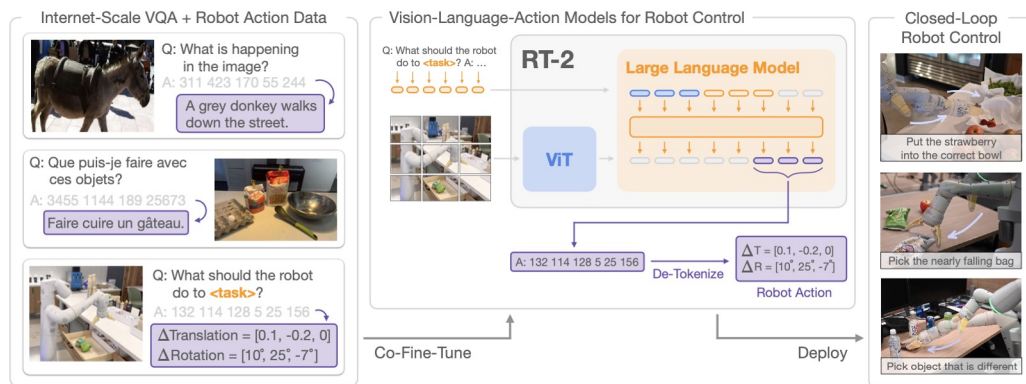 Internet-Scale VQA + Robot Action Data
Q: What is happening
in the image?
A: 311 423 170 55 244
A grey donkey walks
down the street.
Q: Que puis-je faire avec
ces objets?
A: 3455 1144 189 25673
Faire cuire un gâteau.
Q: What should the robot
do to <task>?
A: 132 114 128 5 25 156
ΔTranslation = [0.1, -0.2, 0]
ΔRotation = [10°, 25°, -7°]
Co-Fine-Tune
Vision-Language-Action Models for Robot Control
Q: What should the robot
do to <task>? A: ...
RT-2
Large Language Model
ViT
A: 132 114 128 5 25 156
De-Tokenize
ΔT = [0.1, -0.2, 0]
ΔR = [10°, 25°, -7°]
Robot Action
Deploy
Closed-Loop
Robot Control
Put the strawberry
into the correct bowl
Pick the nearly falling bag
Pick object that is different